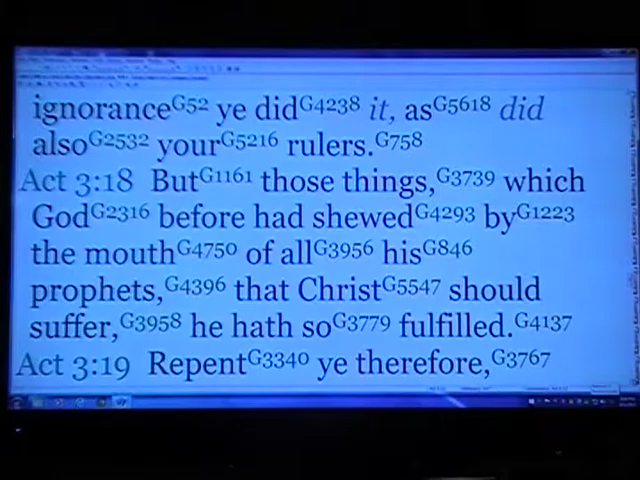 ignoranceG52 ye didG4238 it, asG5618 did
alsoG2532 yourG5216 rulers.G758
Act 3:18 ButG1161 those things,G3739 which
GodG2316 before had shewedG4293 byG1223
the mouthG4750 of allG3956 hisG846
prophets,G4396 that ChristG5547 should
suffer,G3958 he hath soG3779 fulfilled.G4137
Act 3:19 RepentG3340 ye therefore,G3767